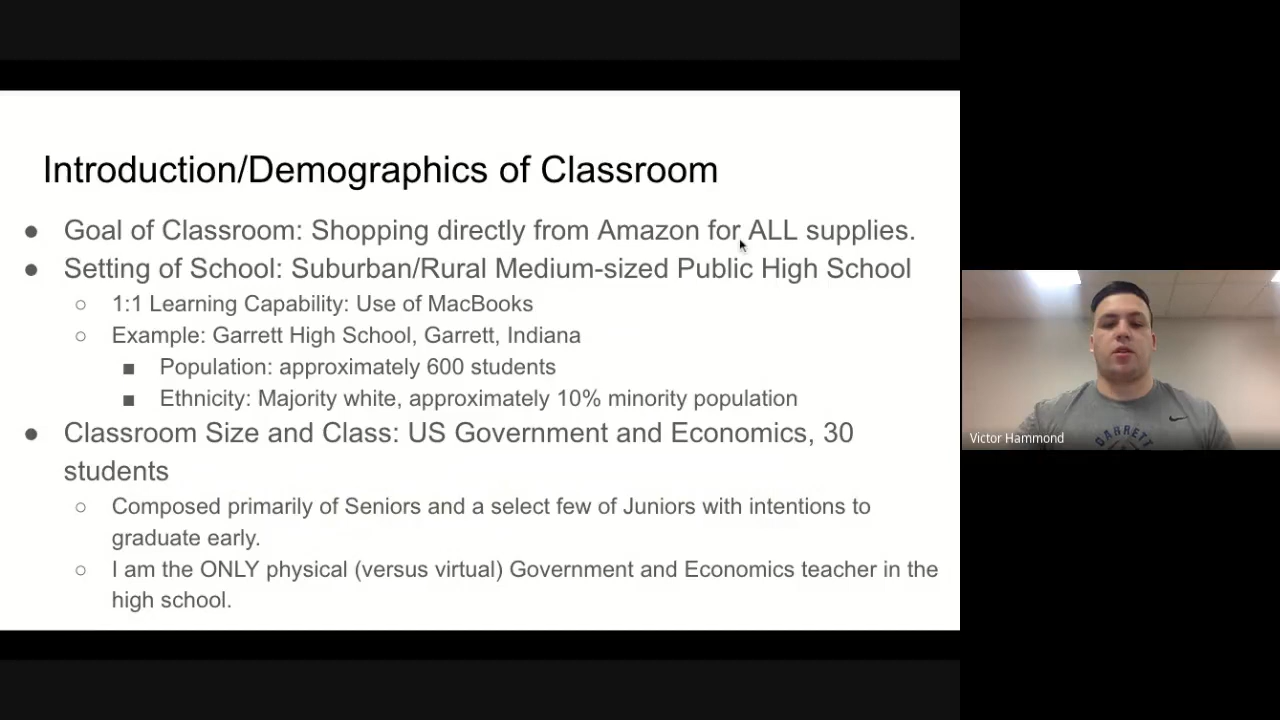 Introduction/Demographics of Classroom
● Goal of Classroom: Shopping directly from Amazon for ALL supplies.
● Setting of School: Suburban/Rural Medium-sized Public High School
○ 1:1 Learning Capability: Use of MacBooks
○ Example: Garrett High School, Garrett, Indiana
■ Population: approximately 600 students
■ Ethnicity: Majority white, approximately 10% minority population
● Classroom Size and Class: US Government and Economics, 30
students
○ Composed primarily of Seniors and a select few of Juniors with intentions to
graduate early.
○ I am the ONLY physical (versus virtual) Government and Economics teacher in the
high school.
GARRETT
Victor Hammond